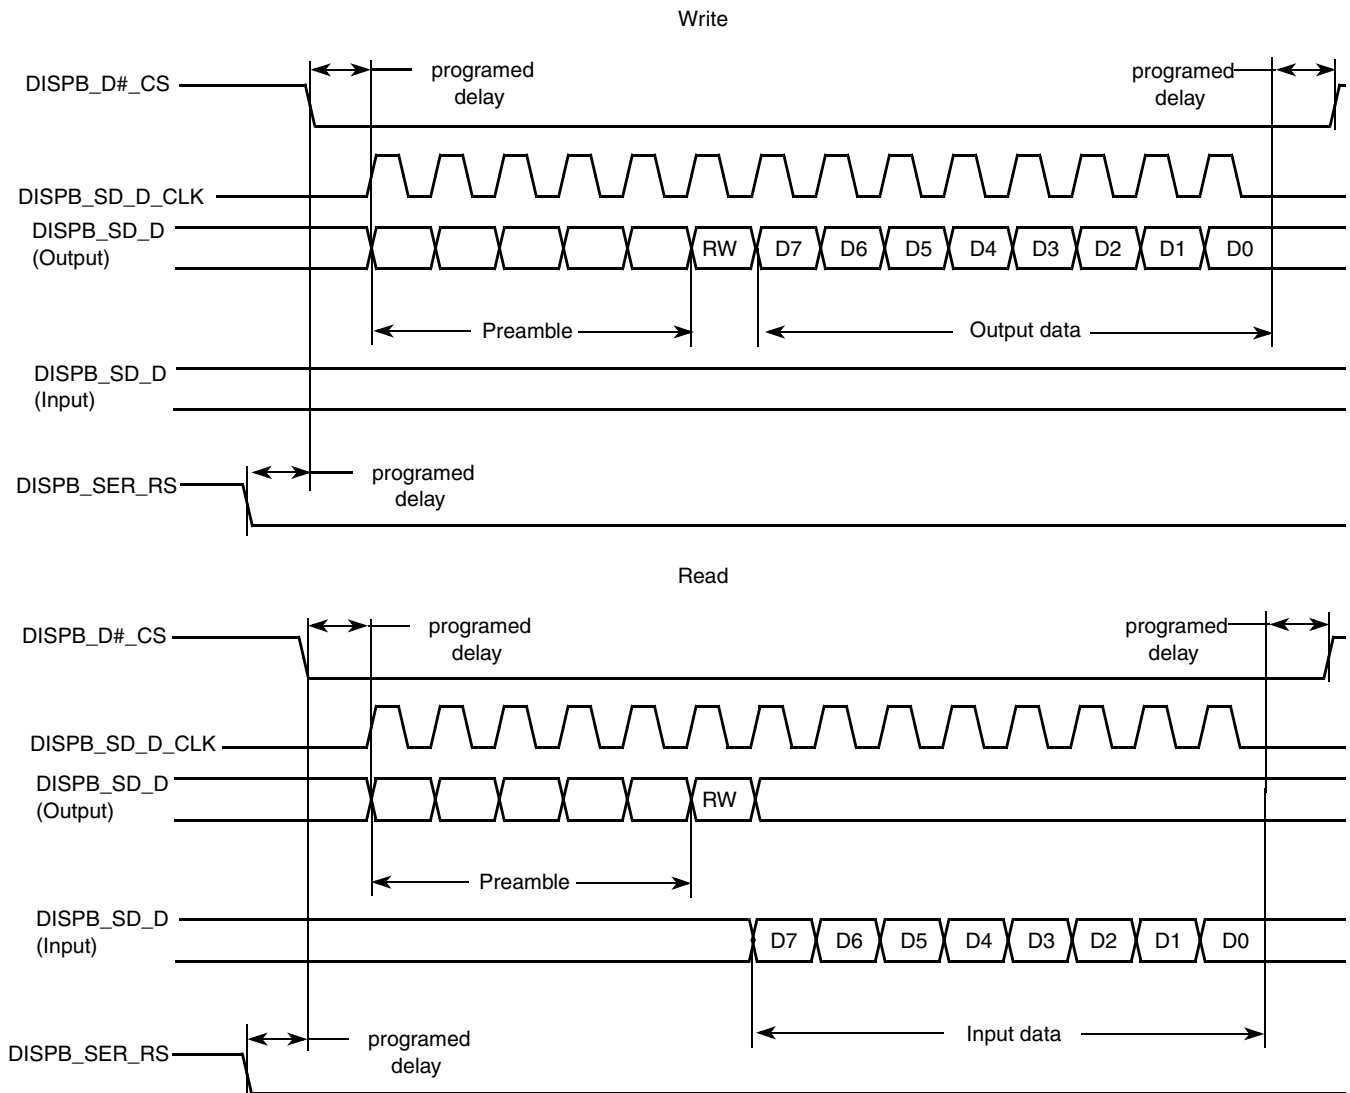 Write
programed
delay
programed
delay
DISPB_D#_CS
DISPB_SD_D_CLK
DISPB_SD_D
(Output)
RW D7 D6 D5 D4 D3 D2 D1 D0
Preamble
Output data
DISPB_SD_D
(Input)
DISPB_SER_RS
programed
delay
Read
programed
delay
programed
delay
DISPB_D#_CS
DISPB_SD_D_CLK
DISPB_SD_D
(Output)
RW
Preamble
DISPB_SD_D
(Input)
D7 D6 D5 D4 D3 D2 D1 D0
Input data
DISPB_SER_RS
programed
delay